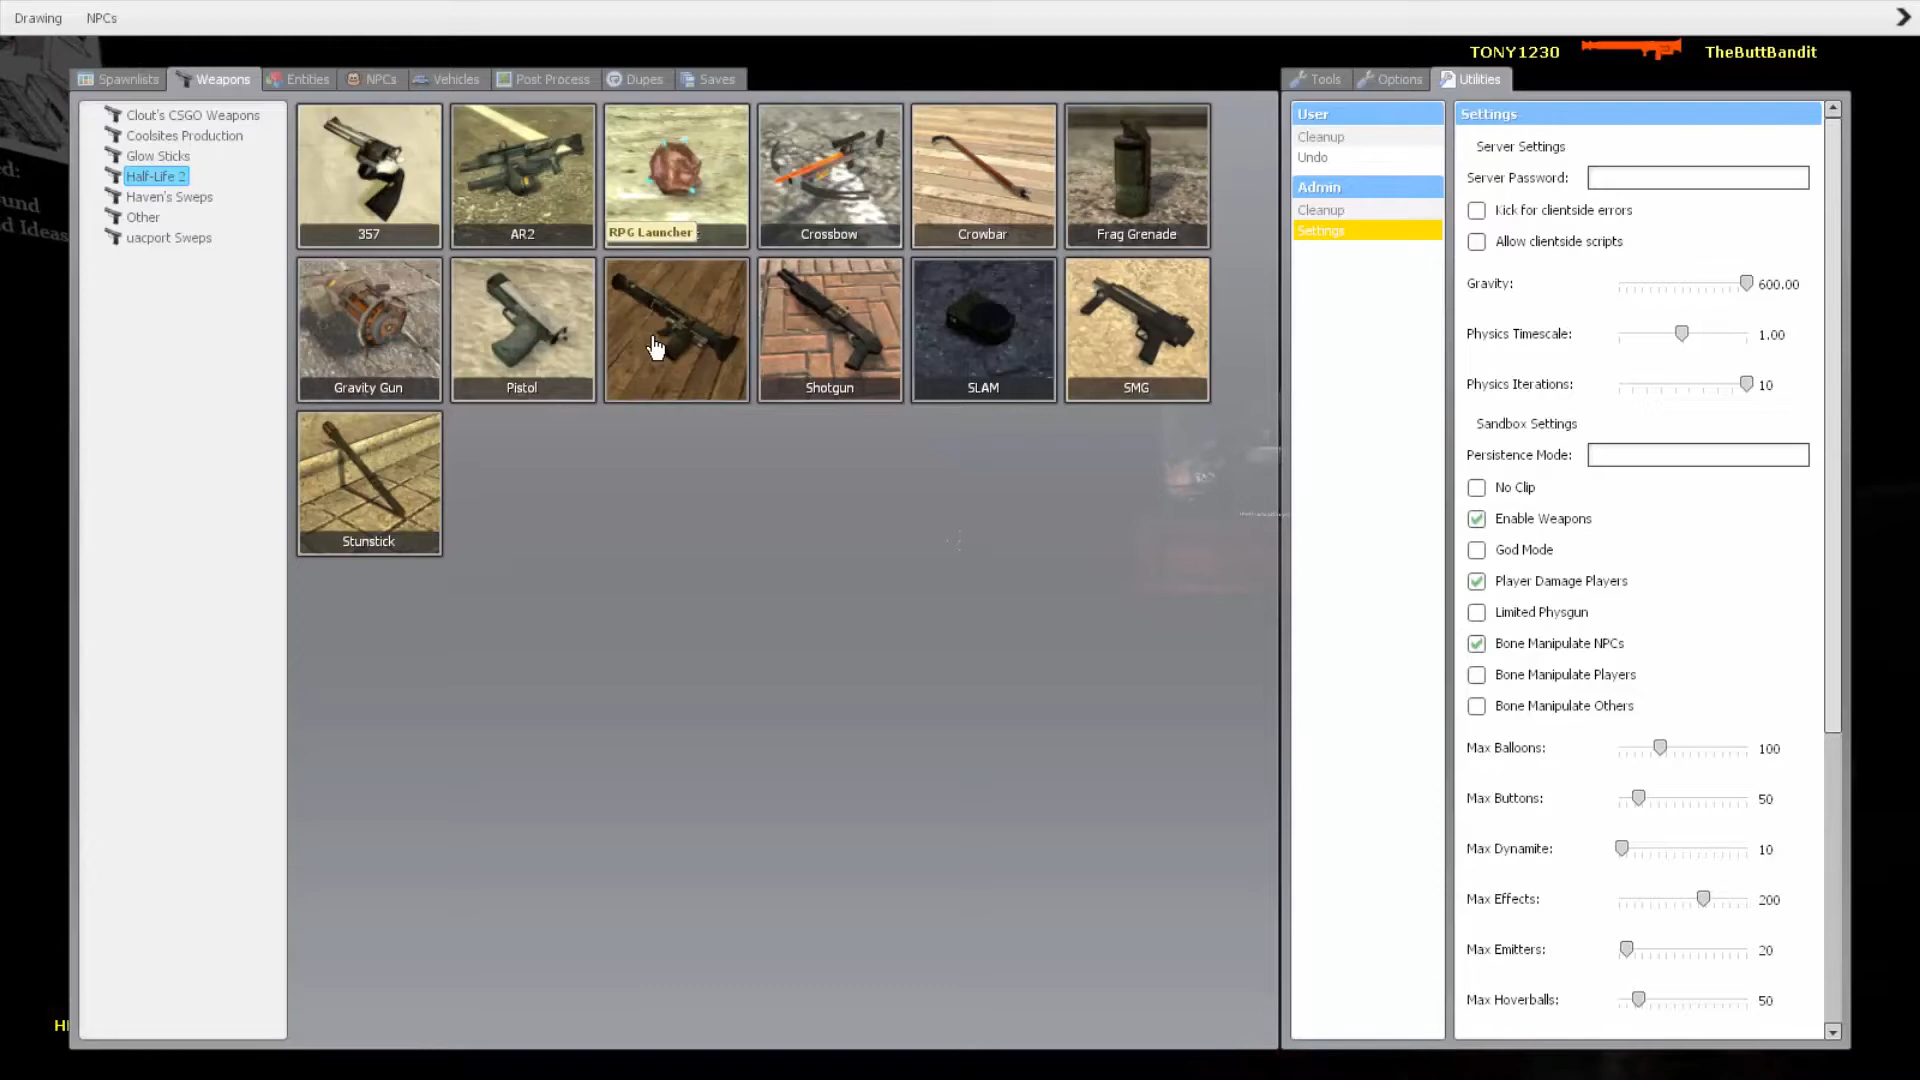 Drawing NPCs
TONY1230 TheButtBandit
Spawnlists Weapons Entities NPCs Vehicles Post Process Dupes Saves
Tools Options Utilities
Clout's CSGO Weapons
Coolsites Production
Glow Sticks
Half-Life 2
Haven's Sweps
Other
uacport Sweps
357 AR2 RPG Launcher Crossbow Crowbar Frag Grenade
Gravity Gun Pistol Shotgun SLAM SMG
Stunstick
User
Cleanup
Undo
Admin
Cleanup
Settings
Settings
Server Settings
Server Password:
Kick for clientside errors
Allow clientside scripts
Gravity: 600.00
Physics Timescale: 1.00
Physics Iterations: 10
Sandbox Settings
Persistence Mode:
No Clip
Enable Weapons
God Mode
Player Damage Players
Limited Physgun
Bone Manipulate NPCs
Bone Manipulate Players
Bone Manipulate Others
Max Balloons: 100
Max Buttons: 50
Max Dynamite: 10
Max Effects: 200
Max Emitters: 20
Max Hoverballs: 50
ed:
ound
d Ideas